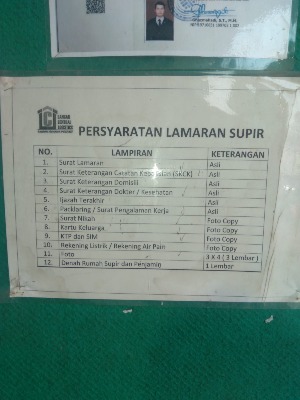 PERSYARATAN LAMARAN SUPIR
NO. LAMPIRAN KETERANGAN
1. Surat Lamaran Asli
2. Surat Keterangan Catatan Kepolisian (SKCK) Asli
3. Surat Keterangan Domisili Asli
4. Surat Keterangan Dokter / Kesehatan Asli
5. Ijazah Terakhir Asli
6. Packlaring / Surat Pengalaman Kerja Asli
7. Surat Nikah Foto Copy
8. Kartu Keluarga Foto Copy
9. KTP dan SIM Foto Copy
10. Rekening Listrik / Rekening Air Pain Foto Copy
11. Foto 3 X 4 ( 3 Lembar )
12. Denah Rumah Supir dan Penjamin 1 Lembar